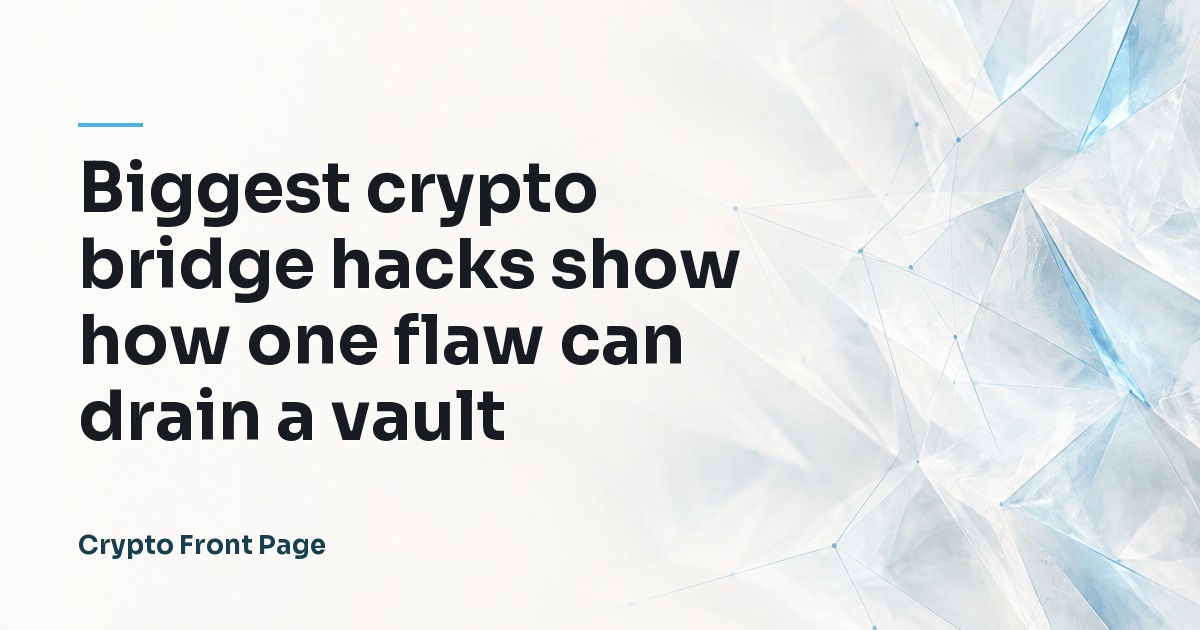 Biggest crypto
bridge hacks show
how one flaw can
drain a vault
Crypto Front Page